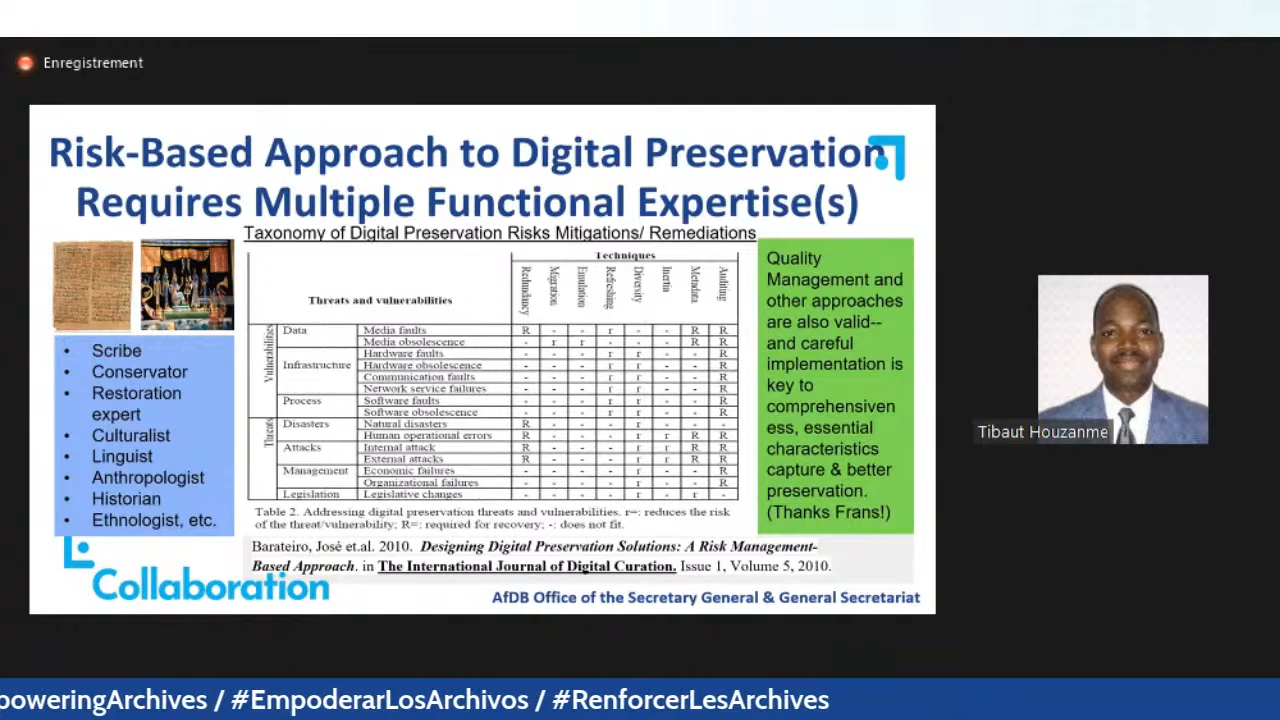 Enregistrement
Risk-Based Approach to Digital Preservation
Requires Multiple Functional Expertise(s)
Taxonomy of Digital Preservation Risks Mitigations/ Remediations
• Scribe
• Conservator
• Restoration
expert
• Culturalist
• Linguist
• Anthropologist
• Historian
• Ethnologist, etc.
Techniques
Threats and vulnerabilities Redundancy Migration Emulation Refreshing Diversity Inertia Metadata Auditing
Vulnerabilities
Data Media faults R - - r - - R R
Media obsolescence - r r - - - R R
Infrastructure Hardware faults - - - r r - - R
Hardware obsolescence - - - r r - - R
Communication faults - - - r r - - R
Network service failures - - - r r - - R
Process Software faults - - - r r - - R
Software obsolescence - - - r r - - R
Threats
Disasters Natural disasters R - - - r - - -
Human operational errors R - - - r r R R
Attacks Internal attack R - - - r r R R
External attacks R - - - r r R R
Management Economic failures - - - - r - - R
Organizational failures - - - - r - - R
Legislation Legislative changes - - - - r - r -
Table 2. Addressing digital preservation threats and vulnerabilities. r=: reduces the risk
of the threat/vulnerability; R=: required for recovery; -: does not fit.
Quality
Management and
other approaches
are also valid--
and careful
implementation is
key to
comprehensiven
ess, essential
characteristics
capture & better
preservation.
(Thanks Frans!)
Barateiro, José et.al. 2010. Designing Digital Preservation Solutions: A Risk Management-
Based Approach. in The International Journal of Digital Curation. Issue 1, Volume 5, 2010.
Collaboration
AfDB Office of the Secretary General & General Secretariat
Tibaut Houzanme
poweringArchives / #EmpoderarLosArchivos / #RenforcerLesArchives